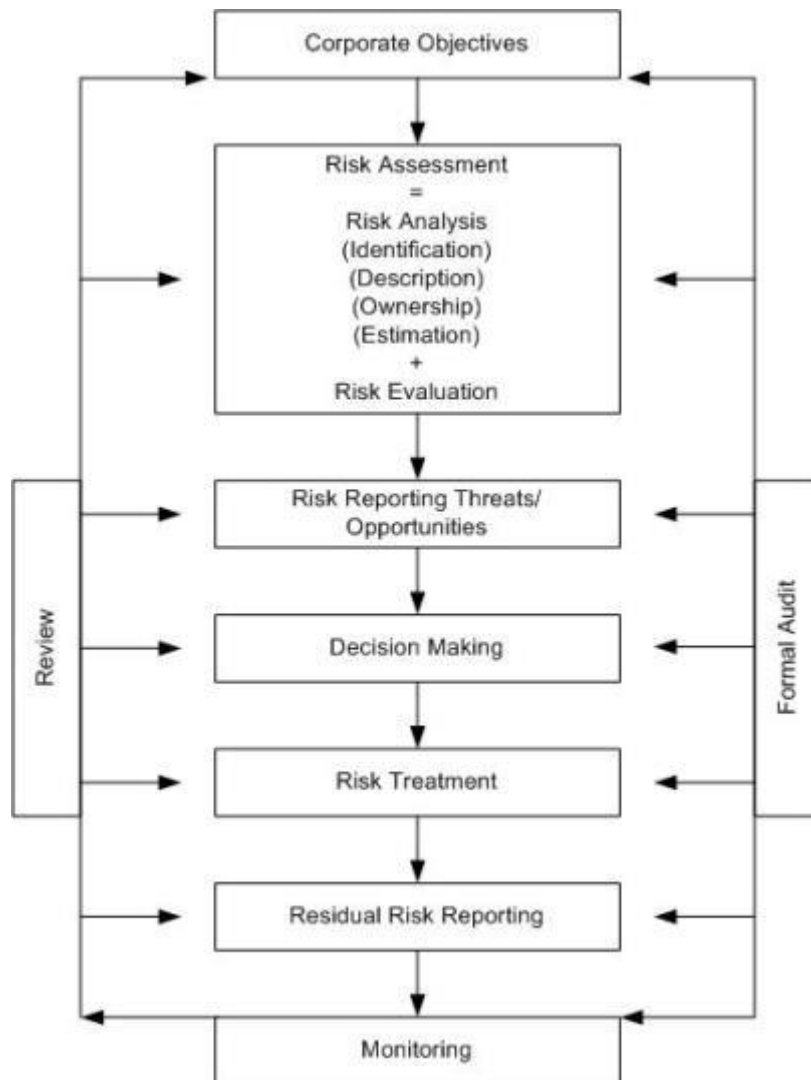 Corporate Objectives
Risk Assessment
=
Risk Analysis
(Identification)
(Description)
(Ownership)
(Estimation)
+
Risk Evaluation
Risk Reporting Threats/
Opportunities
Review
Formal Audit
Decision Making
Risk Treatment
Residual Risk Reporting
Monitoring